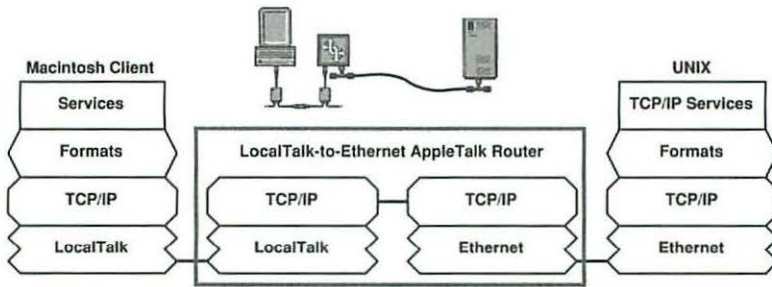 Macintosh Client
UNIX
Services
TCP/IP Services
Formats
LocalTalk-to-Ethernet AppleTalk Router
Formats
TCP/IP
TCP/IP
TCP/IP
TCP/IP
LocalTalk
LocalTalk
Ethernet
Ethernet